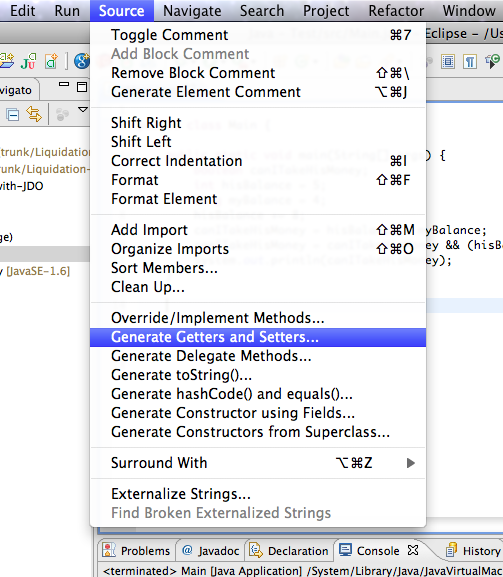 Edit Run Source Navigate Search Project Refactor Window
Toggle Comment ⌘7
Eclipse – /Us
Add Block Comment
Remove Block Comment ⇧⌘\
Generate Element Comment ⌥⌘J
vigato
Shift Right
trunk/Liquidation
Shift Left
Correct Indentation ⌘I
) {
trunk/Liquidation-
Format ⇧⌘F
with-JDO
Format Element
Add Import ⇧⌘M
yBalance;
ge)
Organize Imports ⇧⌘O
ey && (hisB
Sort Members...
ey);
y [JavaSE-1.6]
Clean Up...
Override/Implement Methods...
Generate Getters and Setters...
Generate Delegate Methods...
Generate toString()...
Generate hashCode() and equals()...
Generate Constructor using Fields...
Generate Constructors from Superclass...
Surround With ⌥⌘Z ▶
Externalize Strings...
Find Broken Externalized Strings
Problems @ Javadoc Declaration Console History
<terminated> Main [Java Application] /System/Library/Java/JavaVirtualMac